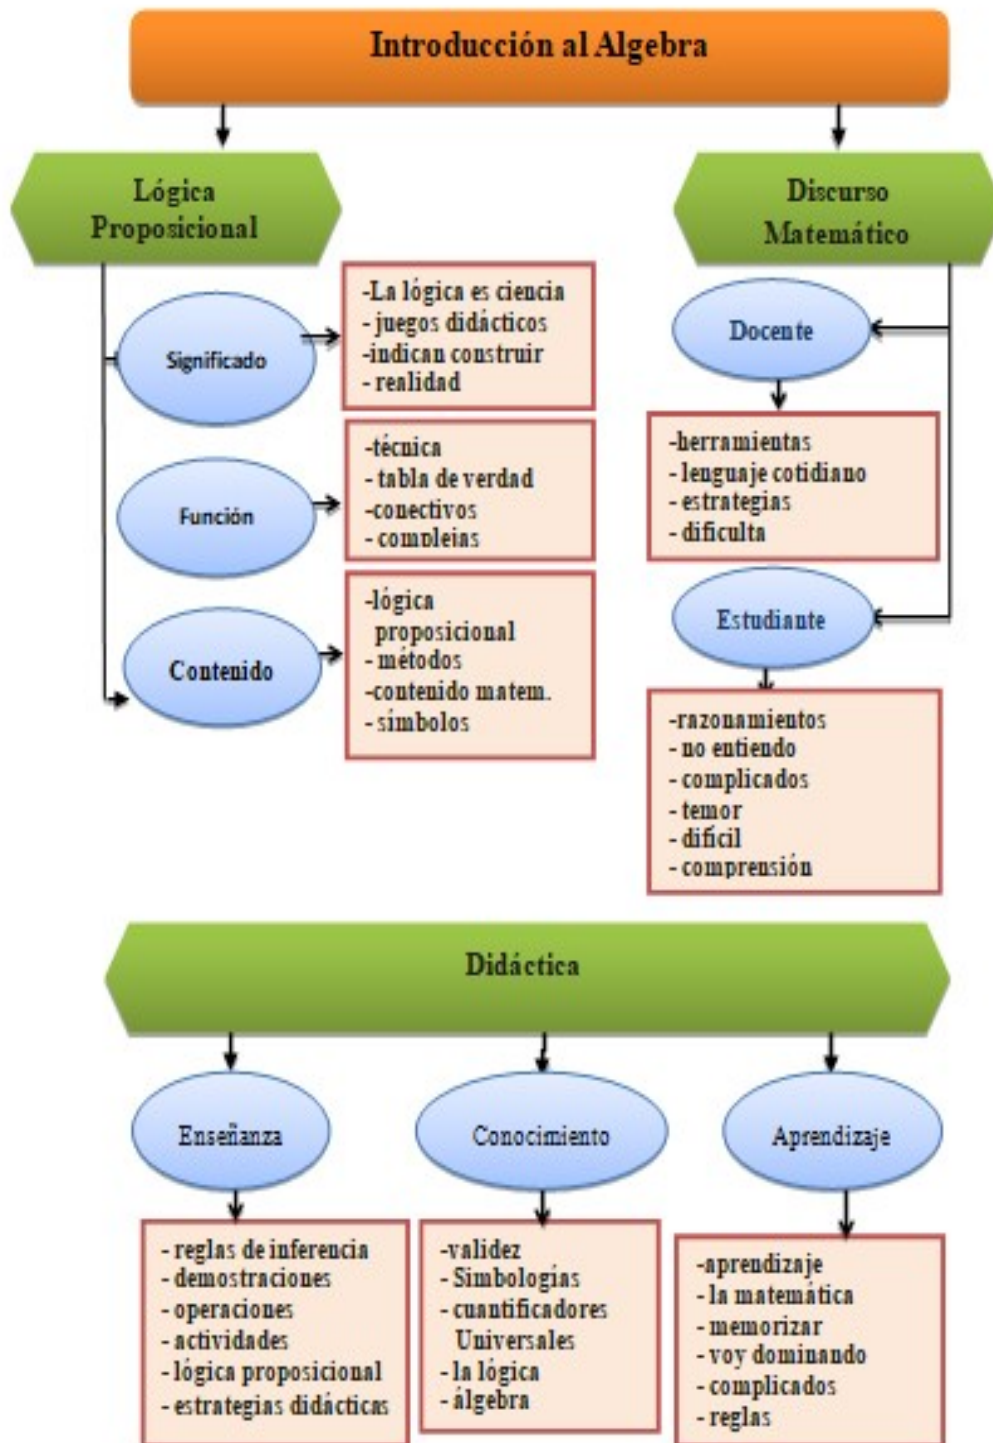 Introducción al Algebra
Lógica
Proposicional
Significado
-La lógica es ciencia
- juegos didácticos
-indican construir
- realidad
Función
-técnica
- tabla de verdad
-conectivos
- complejas
Contenido
-lógica
proposicional
- métodos
-contenido matem.
- símbolos
Discurso
Matemático
Docente
-herramientas
- lenguaje cotidiano
- estrategias
- dificulta
Estudiante
-razonamientos
- no entiendo
- complicados
- temor
- difícil
- comprensión
Didáctica
Enseñanza
- reglas de inferencia
- demostraciones
- operaciones
- actividades
- lógica proposicional
- estrategias didácticas
Conocimiento
-validez
- Simbologías
- cuantificadores
Universales
- la lógica
- álgebra
Aprendizaje
-aprendizaje
- la matemática
- memorizar
- voy dominando
- complicados
- reglas